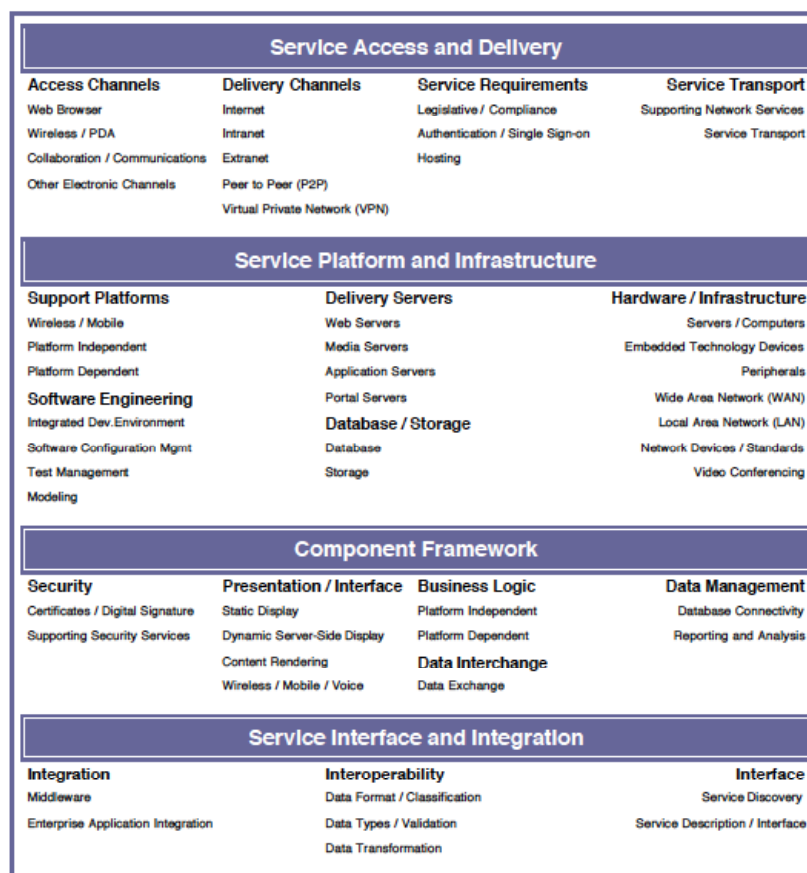 Service Access and Delivery
Access Channels
Web Browser
Wireless / PDA
Collaboration / Communications
Other Electronic Channels
Delivery Channels
Internet
Intranet
Extranet
Peer to Peer (P2P)
Virtual Private Network (VPN)
Service Requirements
Legislative / Compliance
Authentication / Single Sign-on
Hosting
Service Transport
Supporting Network Services
Service Transport
Service Platform and Infrastructure
Support Platforms
Wireless / Mobile
Platform Independent
Platform Dependent
Software Engineering
Integrated Dev.Environment
Software Configuration Mgmt
Test Management
Modeling
Delivery Servers
Web Servers
Media Servers
Application Servers
Portal Servers
Database / Storage
Database
Storage
Hardware / Infrastructure
Servers / Computers
Embedded Technology Devices
Peripherals
Wide Area Network (WAN)
Local Area Network (LAN)
Network Devices / Standards
Video Conferencing
Component Framework
Security
Certificates / Digital Signature
Supporting Security Services
Presentation / Interface
Static Display
Dynamic Server-Side Display
Content Rendering
Wireless / Mobile / Voice
Business Logic
Platform Independent
Platform Dependent
Data Interchange
Data Exchange
Data Management
Database Connectivity
Reporting and Analysis
Service Interface and Integration
Integration
Middleware
Enterprise Application Integration
Interoperability
Data Format / Classification
Data Types / Validation
Data Transformation
Interface
Service Discovery
Service Description / Interface